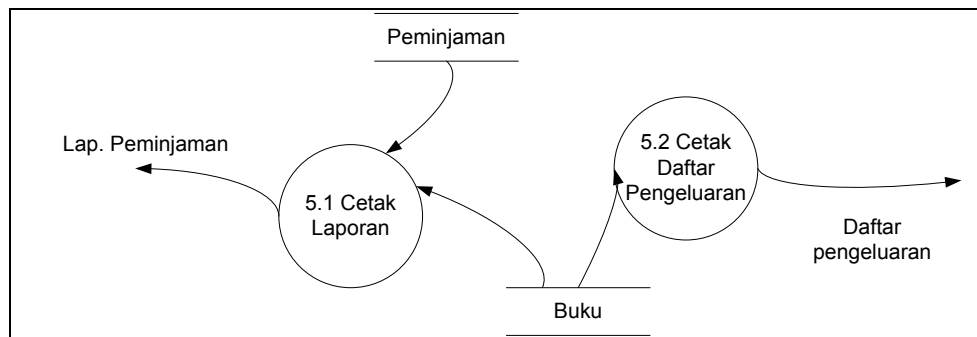 Peminjaman
Lap. Peminjaman
5.1 Cetak
Laporan
5.2 Cetak
Daftar
Pengeluaran
Daftar
pengeluaran
Buku